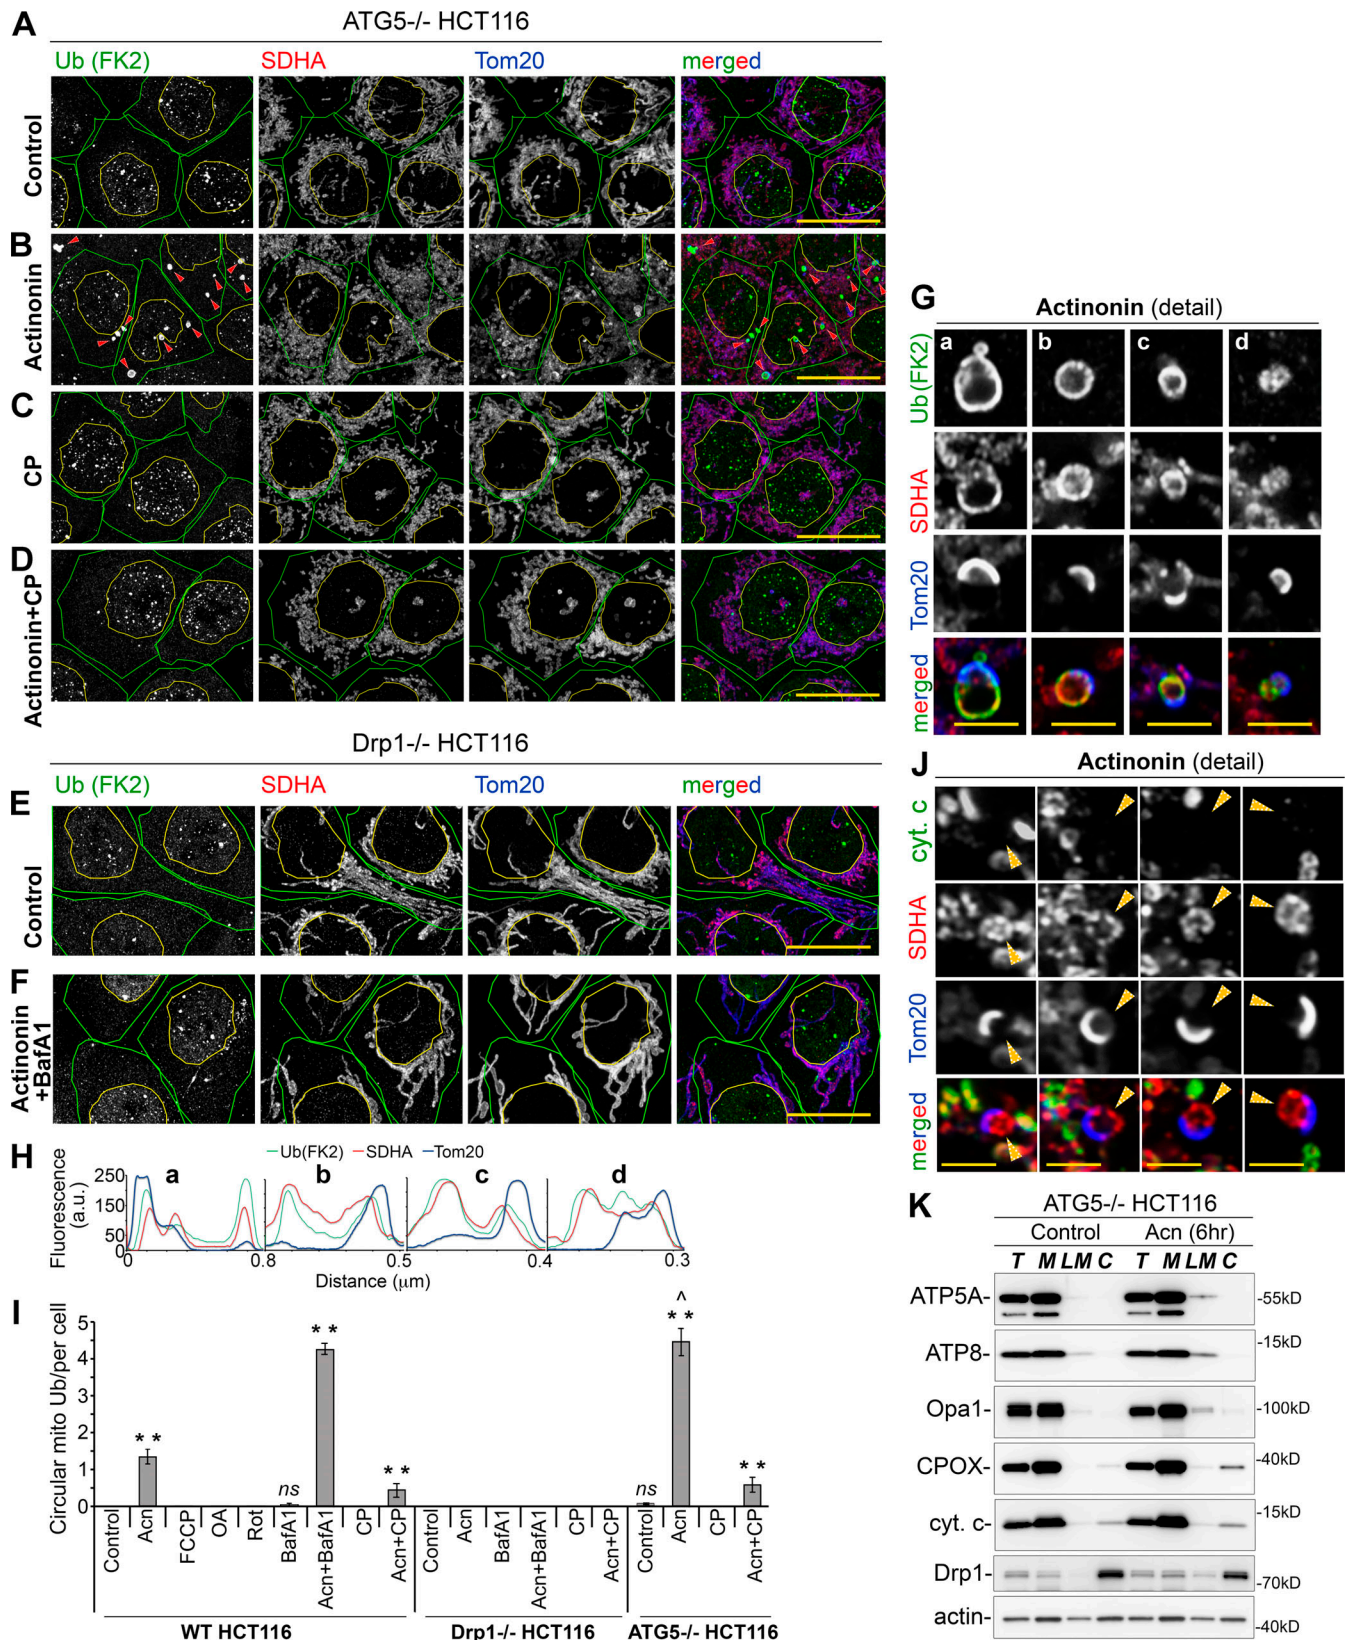 A
ATG5-/- HCT116
Ub (FK2) SDHA Tom20 merged
Control
B
Actinonin
C
CP
D
Actinonin+CP
Drp1-/- HCT116
Ub (FK2) SDHA Tom20 merged
E
Control
F
Actinonin
+BafA1
G
Actinonin (detail)
a b c d
Ub(FK2)
SDHA
Tom20
merged
H
Ub(FK2) SDHA Tom20
a b c d
Fluorescence
(a.u.)
250
150
50
0 0.8 0.5 0.4 0.3
Distance (μm)
I
Circular mito Ub/per cell
5
4
3
2
1
0
** ns ** ** ns ^ ** **
Control Acn FCCP OA Rot BafA1 Acn+BafA1 CP Acn+CP Control Acn BafA1 Acn+BafA1 CP Acn+CP Control Acn CP Acn+CP
WT HCT116 Drp1-/- HCT116 ATG5-/- HCT116
J
Actinonin (detail)
cyt. c
SDHA
Tom20
merged
K
ATG5-/- HCT116
Control Acn (6hr)
T M LM C T M LM C
ATP5A- -55kD
ATP8- -15kD
Opa1- -100kD
CPOX- -40kD
cyt. c- -15kD
Drp1- -70kD
actin- -40kD